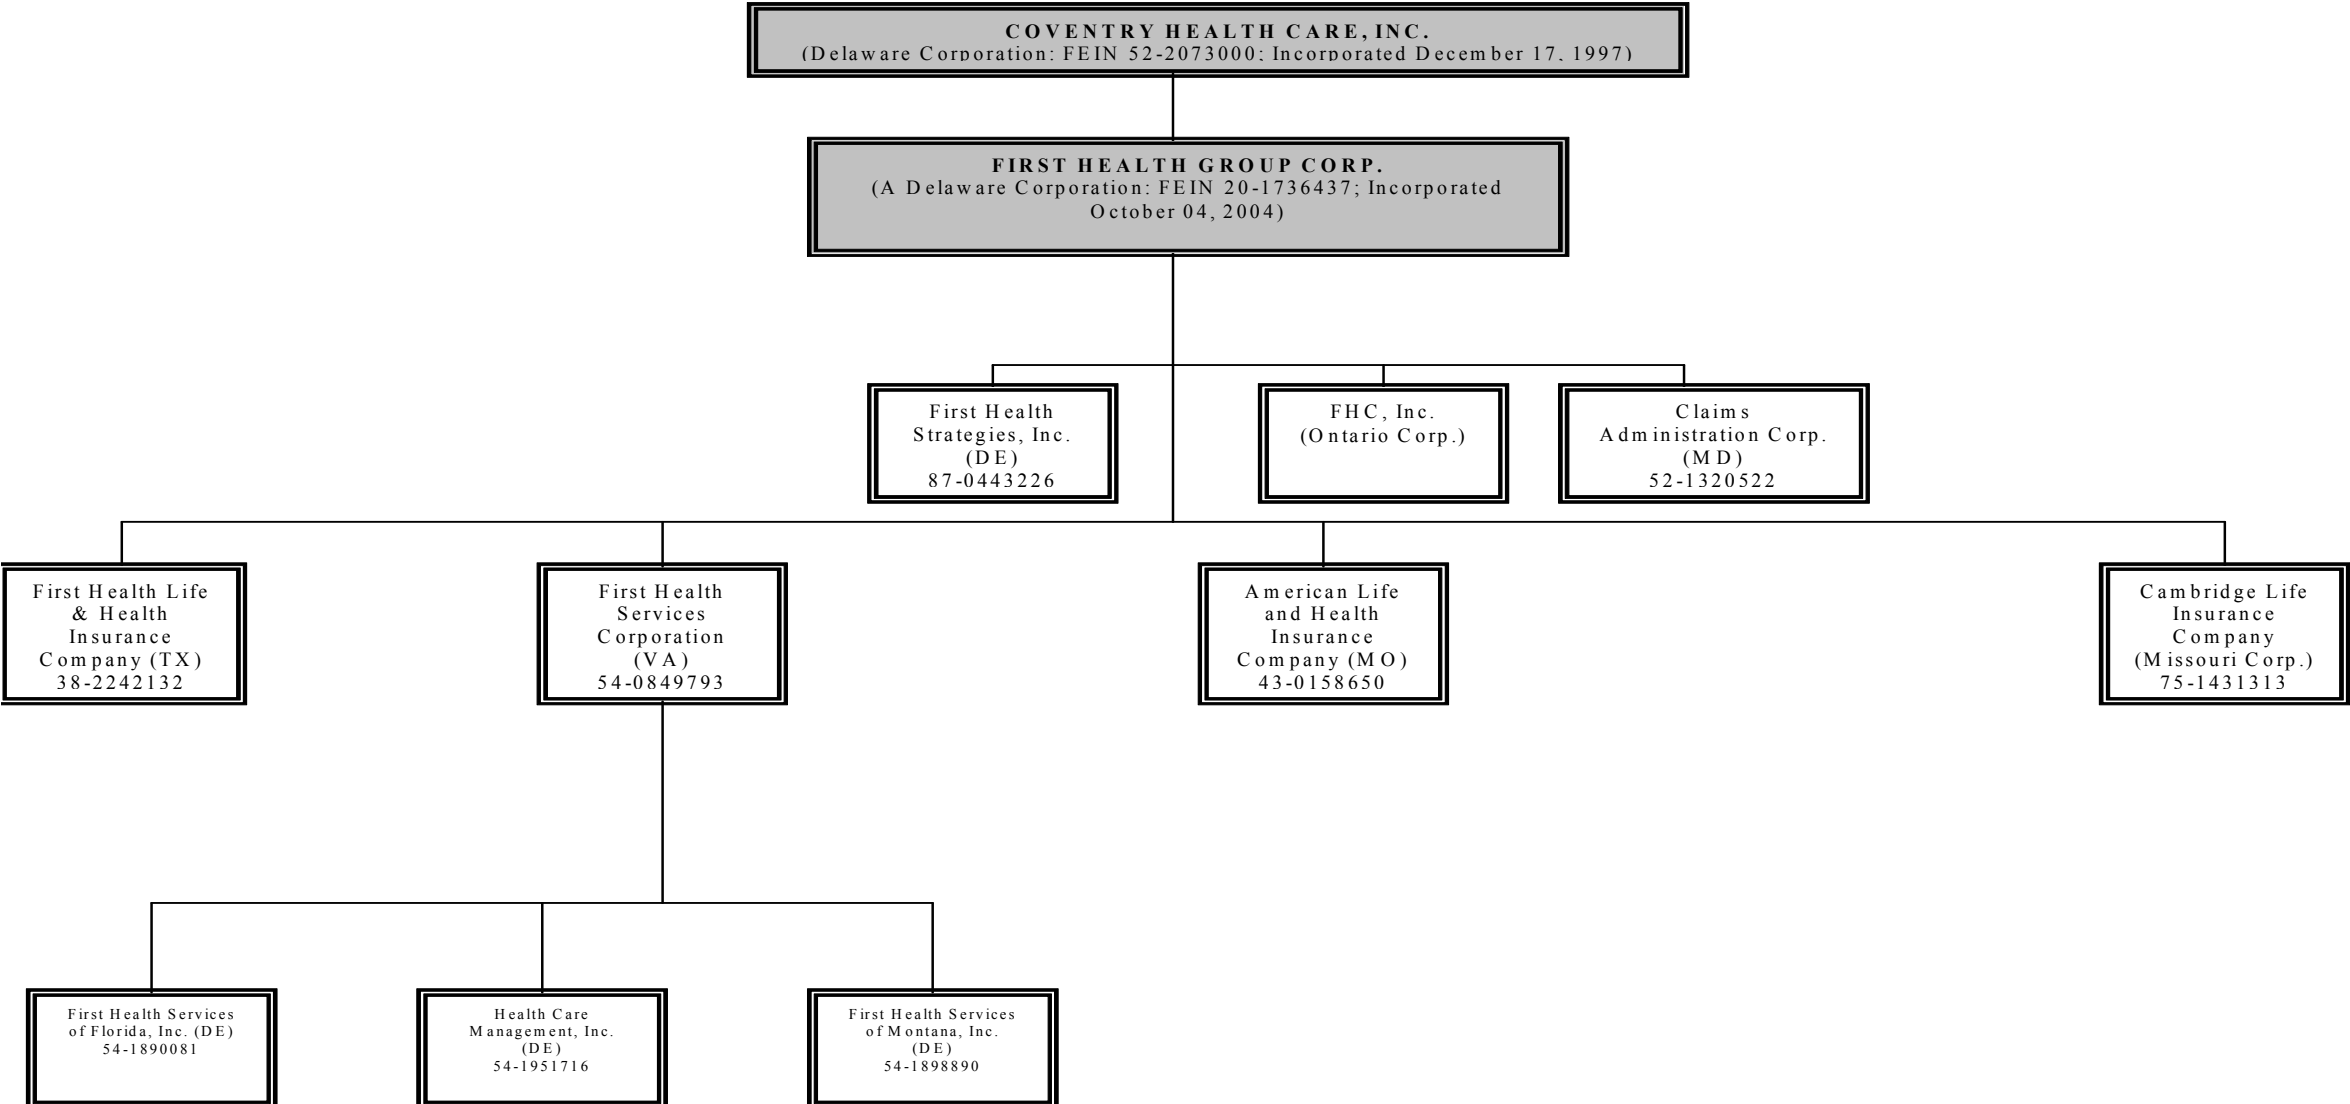 COVENTRY HEALTH CARE, INC.
(Delaware Corporation: FEIN 52-2073000; Incorporated December 17, 1997)
FIRST HEALTH GROUP CORP.
(A Delaware Corporation: FEIN 20-1736437; Incorporated
October 04, 2004)
First Health
Strategies, Inc.
(DE)
87-0443226
FHC, Inc.
(Ontario Corp.)
Claims
Administration Corp.
(MD)
52-1320522
First Health Life
& Health
Insurance
Company (TX)
38-2242132
First Health
Services
Corporation
(VA)
54-0849793
American Life
and Health
Insurance
Company (MO)
43-0158650
Cambridge Life
Insurance
Company
(Missouri Corp.)
75-1431313
First Health Services
of Florida, Inc. (DE)
54-1890081
Health Care
Management, Inc.
(DE)
54-1951716
First Health Services
of Montana, Inc.
(DE)
54-1898890